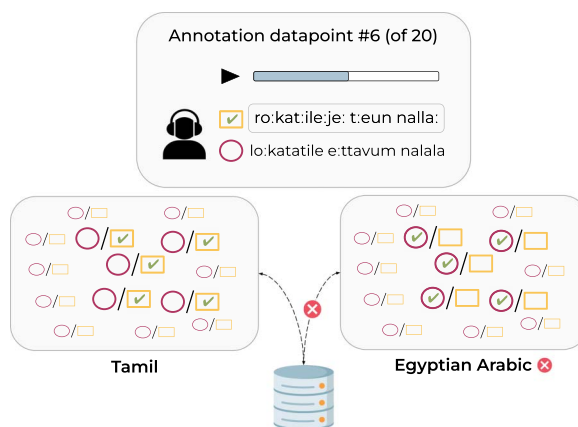 Annotation datapoint #6 (of 20)
ro:kat:ile:je: t:eun nalla:
lo:katatile e:ttavum nalala
Tamil
Egyptian Arabic